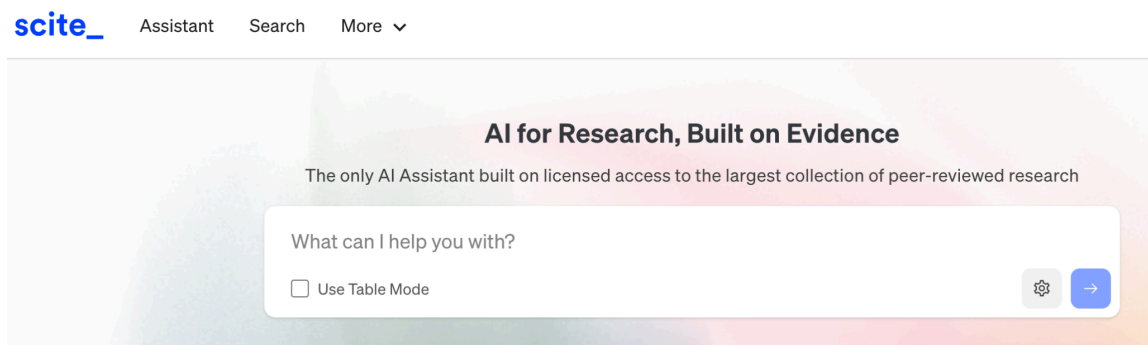 scite_ Assistant Search More
AI for Research, Built on Evidence
The only AI Assistant built on licensed access to the largest collection of peer-reviewed research
What can I help you with?
Use Table Mode